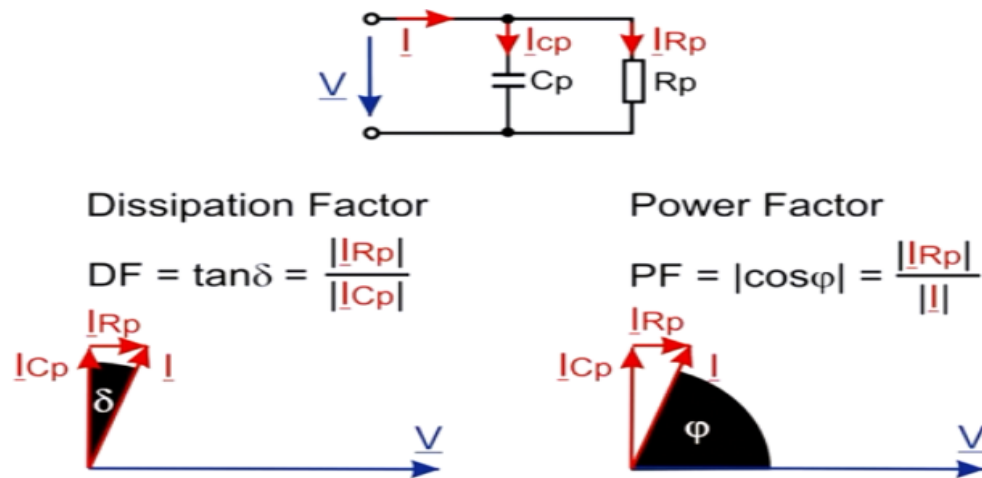 I Icp IRp
V Cp Rp
Dissipation Factor Power Factor
DF = tanδ = |IRp| / |ICp| PF = |cosφ| = |IRp| / |I|
IRp IRp
ICp I ICp I
δ φ
V V